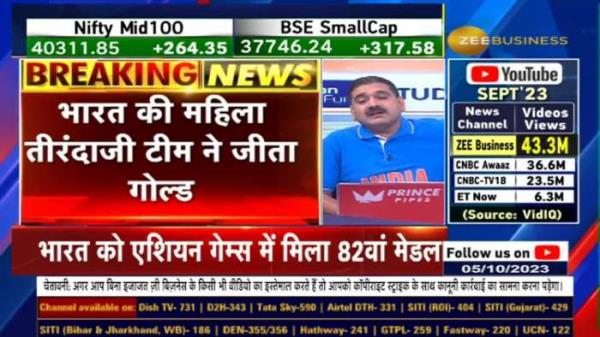 Nifty Mid100
40311.85 +264.35
BSE SmallCap
37746.24 +317.58
ZEEBUSINESS
BREAKING NEWS
भारत की महिला
तीरंदाजी टीम ने जीता
गोल्ड
STUD
INDIA
PRINCE
PIPES
YouTube
SEPT'23
News Channel Videos Views
ZEE Business 43.3M
CNBC Awaaz 36.6M
CNBC-TV18 23.5M
ET Now 6.3M
(Source: VidIQ)
भारत को एशियन गेम्स में मिला 82वां मेडल
Follow us on
YouTube
05/10/2023
चेतावनी: अगर आप बिना इजाजत ज़ी बिज़नेस के किसी भी वीडियो का इस्तेमाल करते हैं तो आपको कॉपीराइट स्ट्राइक के साथ कानूनी कार्रवाई का सामना करना पड़ेगा।
Channel available on: Dish TV- 731 | D2H-343 | Tata Sky-590 | Airtel DTH- 331 | SITI (ROI)- 404 | SITI (Gujarat)- 429
SITI (Bihar & Jharkhand, WB)- 186 | DEN-355/356 | Hathway- 241 | GTPL- 259 | Fastway- 220 | UCN- 122